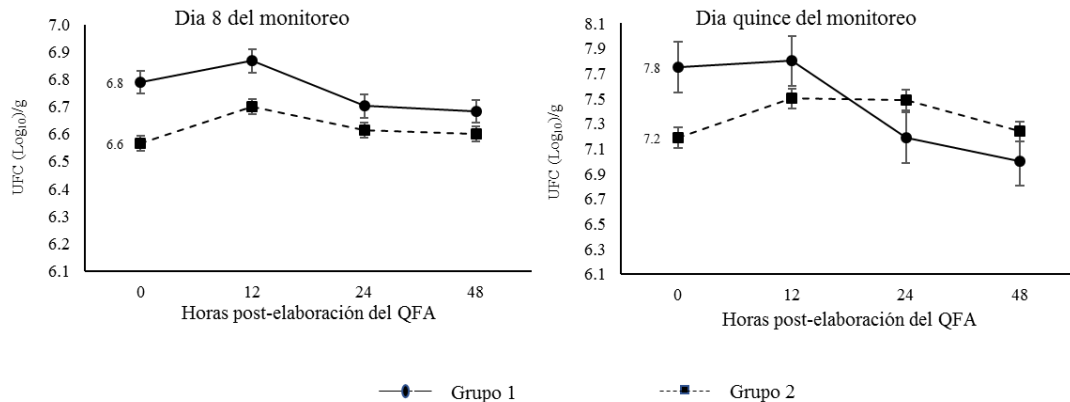 Dia 8 del monitoreo
7.0
6.9
6.8
6.7
6.6
6.5
6.4
6.3
6.2
6.1
UFC (Log10)/g
6.8
6.6
0 12 24 48
Horas post-elaboración del QFA
Dia quince del monitoreo
8.1
7.9
7.7
7.5
7.3
7.1
6.9
6.7
6.5
6.3
6.1
UFC (Log10)/g
7.8
7.2
0 12 24 48
Horas post-elaboración del QFA
Grupo 1 Grupo 2